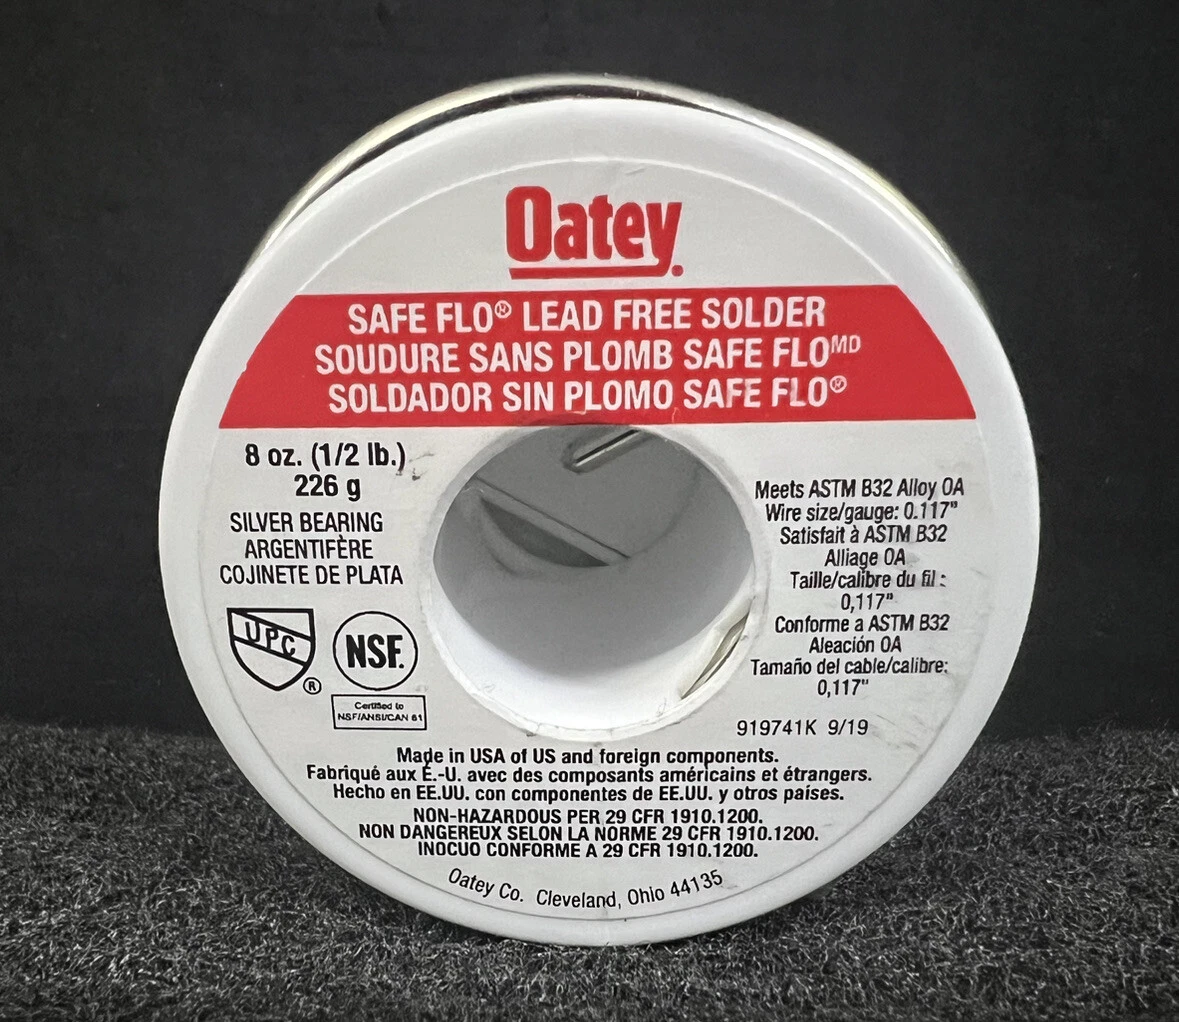 Oatey
SAFE FLO® LEAD FREE SOLDER
SOUDURE SANS PLOMB SAFE FLOᴹᴰ
SOLDADOR SIN PLOMO SAFE FLO®
8 oz. (1/2 lb.)
226 g
SILVER BEARING
ARGENTIFÈRE
COJINETE DE PLATA
UPC
®
NSF.
Certified to
NSF/ANSI/CAN 61
Meets ASTM B32 Alloy OA
Wire size/gauge: 0.117"
Satisfait à ASTM B32
Alliage OA
Taille/calibre du fil :
0,117"
Conforme a ASTM B32
Aleación OA
Tamaño del cable/calibre:
0,117"
919741K 9/19
Made in USA of US and foreign components.
Fabriqué aux É.-U. avec des composants américains et étrangers.
Hecho en EE.UU. con componentes de EE.UU. y otros países.
NON-HAZARDOUS PER 29 CFR 1910.1200.
NON DANGEREUX SELON LA NORME 29 CFR 1910.1200.
INOCUO CONFORME A 29 CFR 1910.1200.
Oatey Co. Cleveland, Ohio 44135